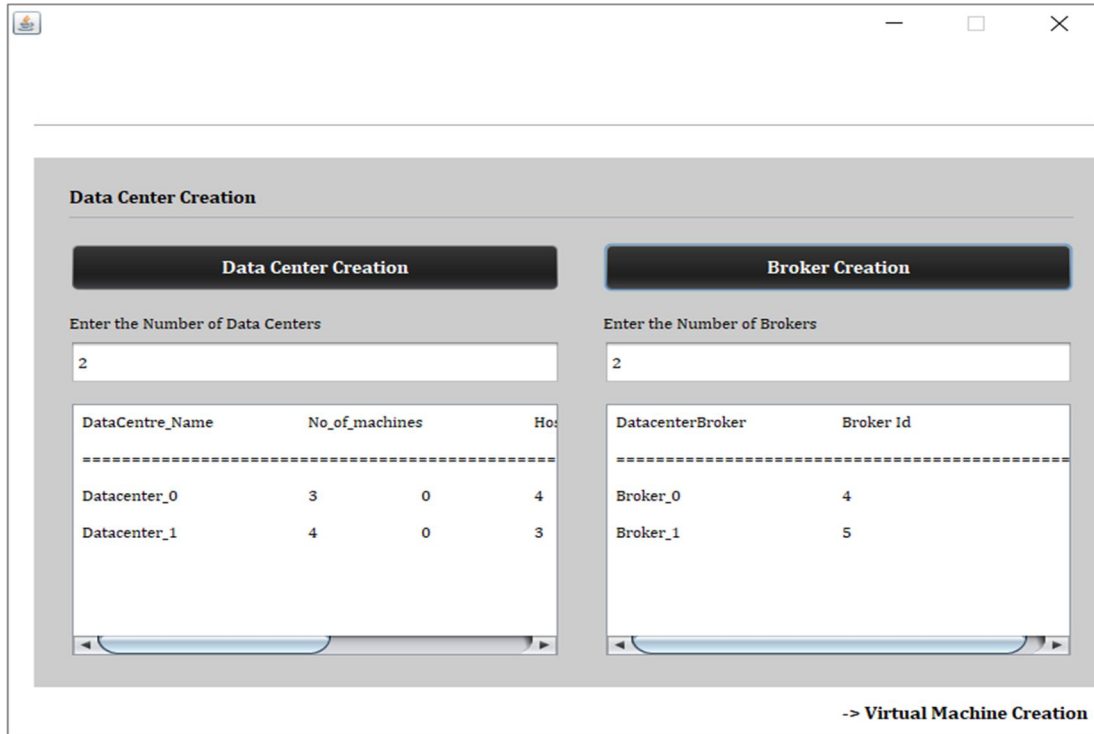 Data Center Creation
Data Center Creation
Broker Creation
Enter the Number of Data Centers
Enter the Number of Brokers
2
2
DataCentre_Name No_of_machines
DatacenterBroker Broker Id
================================================
==============================================
Datacenter_0 3 0 4
Broker_0 4
Datacenter_1 4 0 3
Broker_1 5
-> Virtual Machine Creation